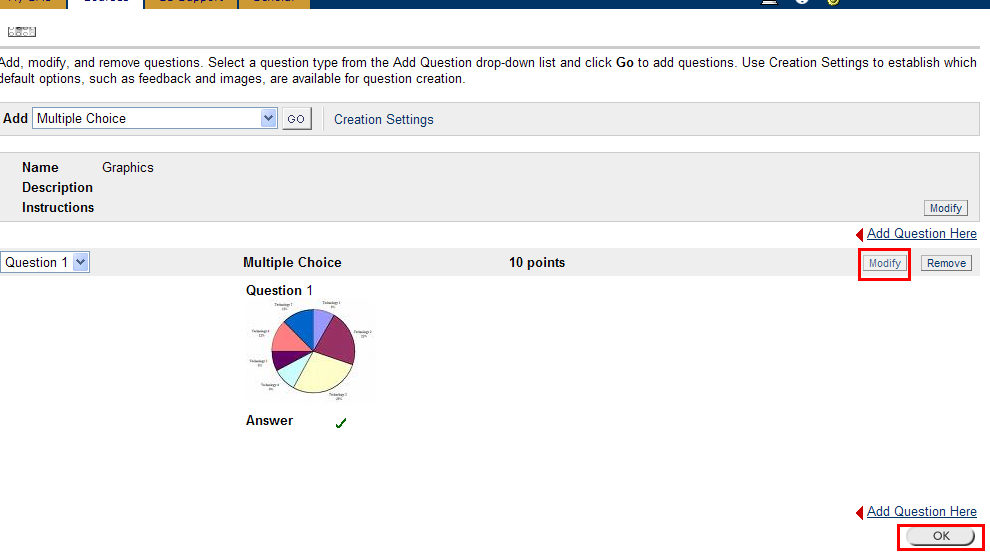 Add, modify, and remove questions. Select a question type from the Add Question drop-down list and click Go to add questions. Use Creation Settings to establish which
default options, such as feedback and images, are available for question creation.
Add Multiple Choice GO Creation Settings
Name Graphics
Description
Instructions Modify
Add Question Here
Question 1 Multiple Choice 10 points Modify Remove
Question 1
Answer
Add Question Here
OK